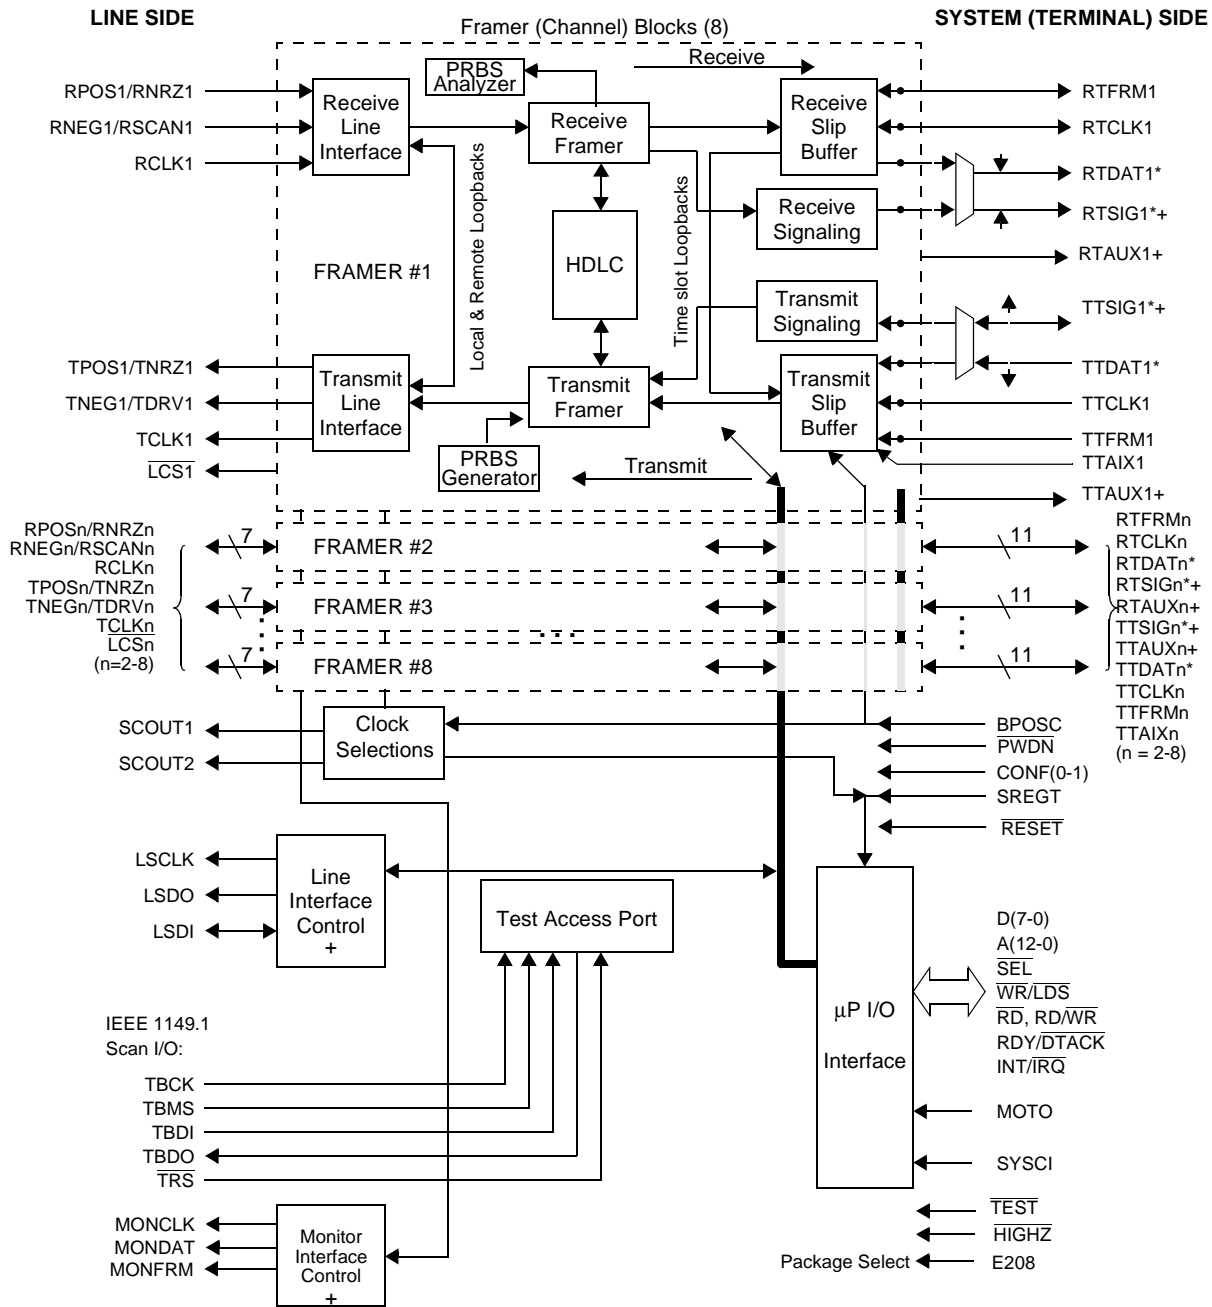 LINE SIDE
Framer (Channel) Blocks (8)
SYSTEM (TERMINAL) SIDE
Receive
PRBS
Analyzer
RPOS1/RNRZ1
RNEG1/RSCAN1
RCLK1
Receive
Line
Interface
Receive
Framer
Receive
Slip
Buffer
RTFRM1
RTCLK1
RTDAT1*
RTSIG1*+
RTAUX1+
Receive
Signaling
Local & Remote Loopbacks
Time slot Loopbacks
HDLC
FRAMER #1
Transmit
Signaling
TTSIG1*+
TTDAT1*
TTCLK1
TTFRM1
TTAIX1
TTAUX1+
TPOS1/TNRZ1
TNEG1/TDRV1
TCLK1
LCS1
Transmit
Line
Interface
Transmit
Framer
Transmit
Slip
Buffer
PRBS
Generator
Transmit
RPOSn/RNRZn
RNEGn/RSCANn
RCLKn
TPOSn/TNRZn
TNEGn/TDRVn
TCLKn
LCSn
(n=2-8)
7
FRAMER #2
11
7
FRAMER #3
11
7
FRAMER #8
11
RTFRMn
RTCLKn
RTDATn*
RTSIGn*+
RTAUXn+
TTSIGn*+
TTAUXn+
TTDATn*
TTCLKn
TTFRMn
TTAIXn
(n = 2-8)
SCOUT1
SCOUT2
Clock
Selections
BPOSC
PWDN
CONF(0-1)
SREGT
RESET
LSCLK
LSDO
LSDI
Line
Interface
Control
+
Test Access Port
µP I/O
Interface
D(7-0)
A(12-0)
SEL
WR/LDS
RD, RD/WR
RDY/DTACK
INT/IRQ
MOTO
SYSCI
IEEE 1149.1
Scan I/O:
TBCK
TBMS
TBDI
TBDO
TRS
MONCLK
MONDAT
MONFRM
Monitor
Interface
Control
+
TEST
HIGHZ
Package Select
E208